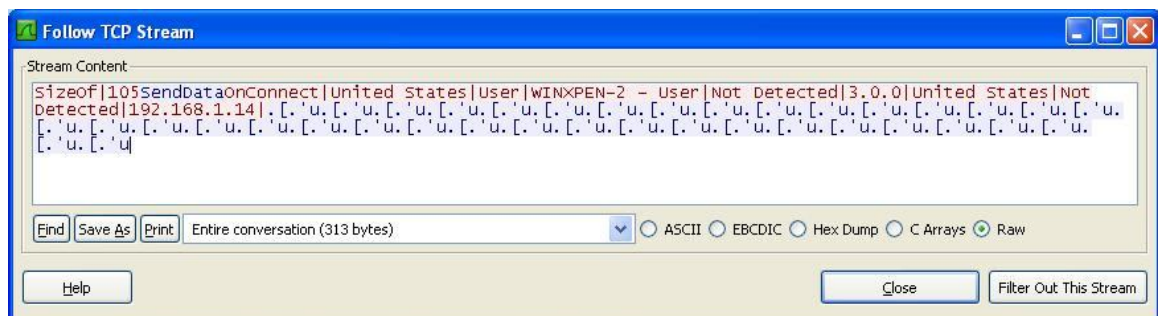 Follow TCP Stream
Stream Content
SizeOf|105SendDataOnConnect|United States|User|WINXPEN-2 - User|Not Detected|3.0.0|United States|Not
Detected|192.168.1.14|.[.'u.[.'u.[.'u.[.'u.[.'u.[.'u.[.'u.[.'u.[.'u.[.'u.[.'u.[.'u.[.'u.[.'u.[.'u.[.'u.
[.'u.[.'u.[.'u.[.'u.[.'u.[.'u.[.'u.[.'u.[.'u.[.'u.[.'u.[.'u.[.'u.[.'u.[.'u.[.'u.[.'u.[.'u.[.'u.[.'u.
[.'u.[.'u
Find Save As Print Entire conversation (313 bytes) ASCII EBCDIC Hex Dump C Arrays Raw
Help Close Filter Out This Stream